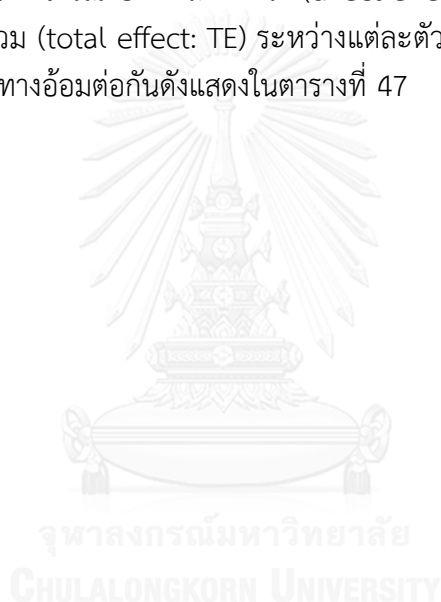 (direct e
วม (total effect: TE) ระหว่างแต่ละตัว
ทางอ้อมต่อกันดังแสดงในตารางที่ 47
จุฬาลงกรณ์มหาวิทยาลัย
CHULALONGKORN UNIVERSITY